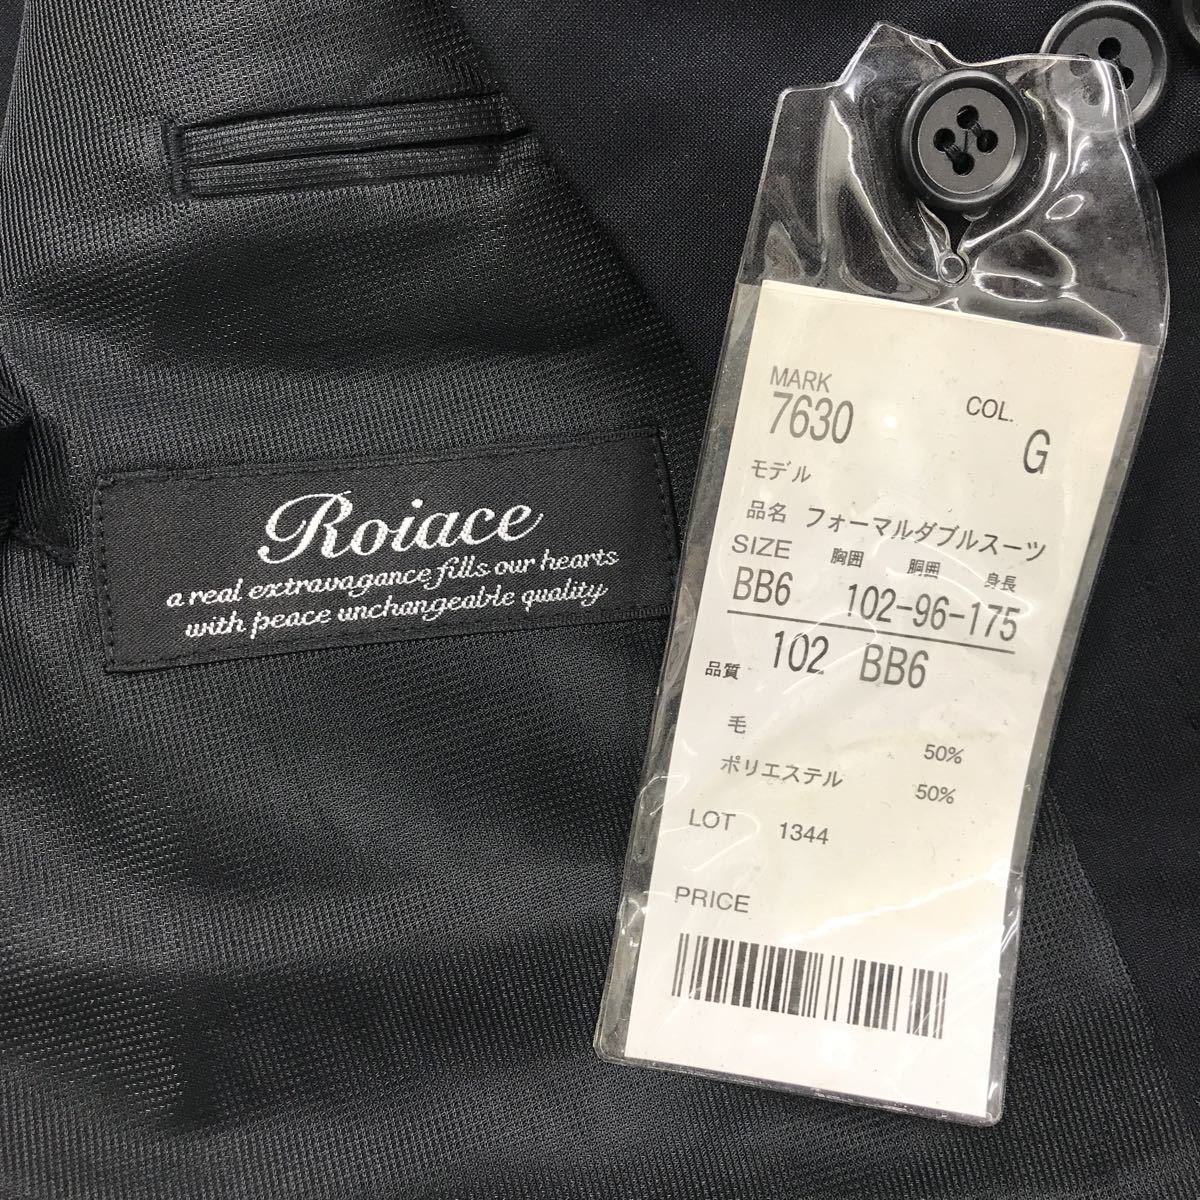 Roiace
a real extravagance fills our hearts
with peace unchangeable quality
MARK
7630
COL.
G
モデル
品名 フォーマルダブルスーツ
SIZE 胸囲 胴囲 身長
BB6 102-96-175
品質 102 BB6
毛 50%
ポリエステル 50%
LOT 1344
PRICE